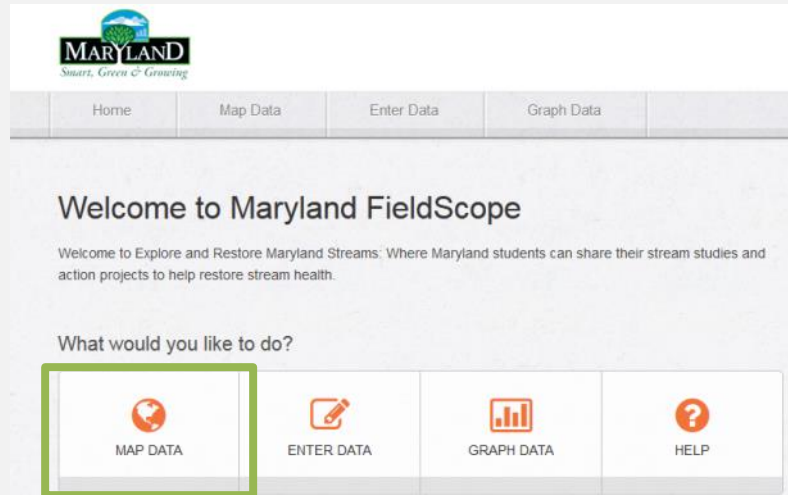 MARYLAND
Smart, Green & Growing
Home Map Data Enter Data Graph Data
Welcome to Maryland FieldScope
Welcome to Explore and Restore Maryland Streams: Where Maryland students can share their stream studies and
action projects to help restore stream health.
What would you like to do?
MAP DATA ENTER DATA GRAPH DATA HELP